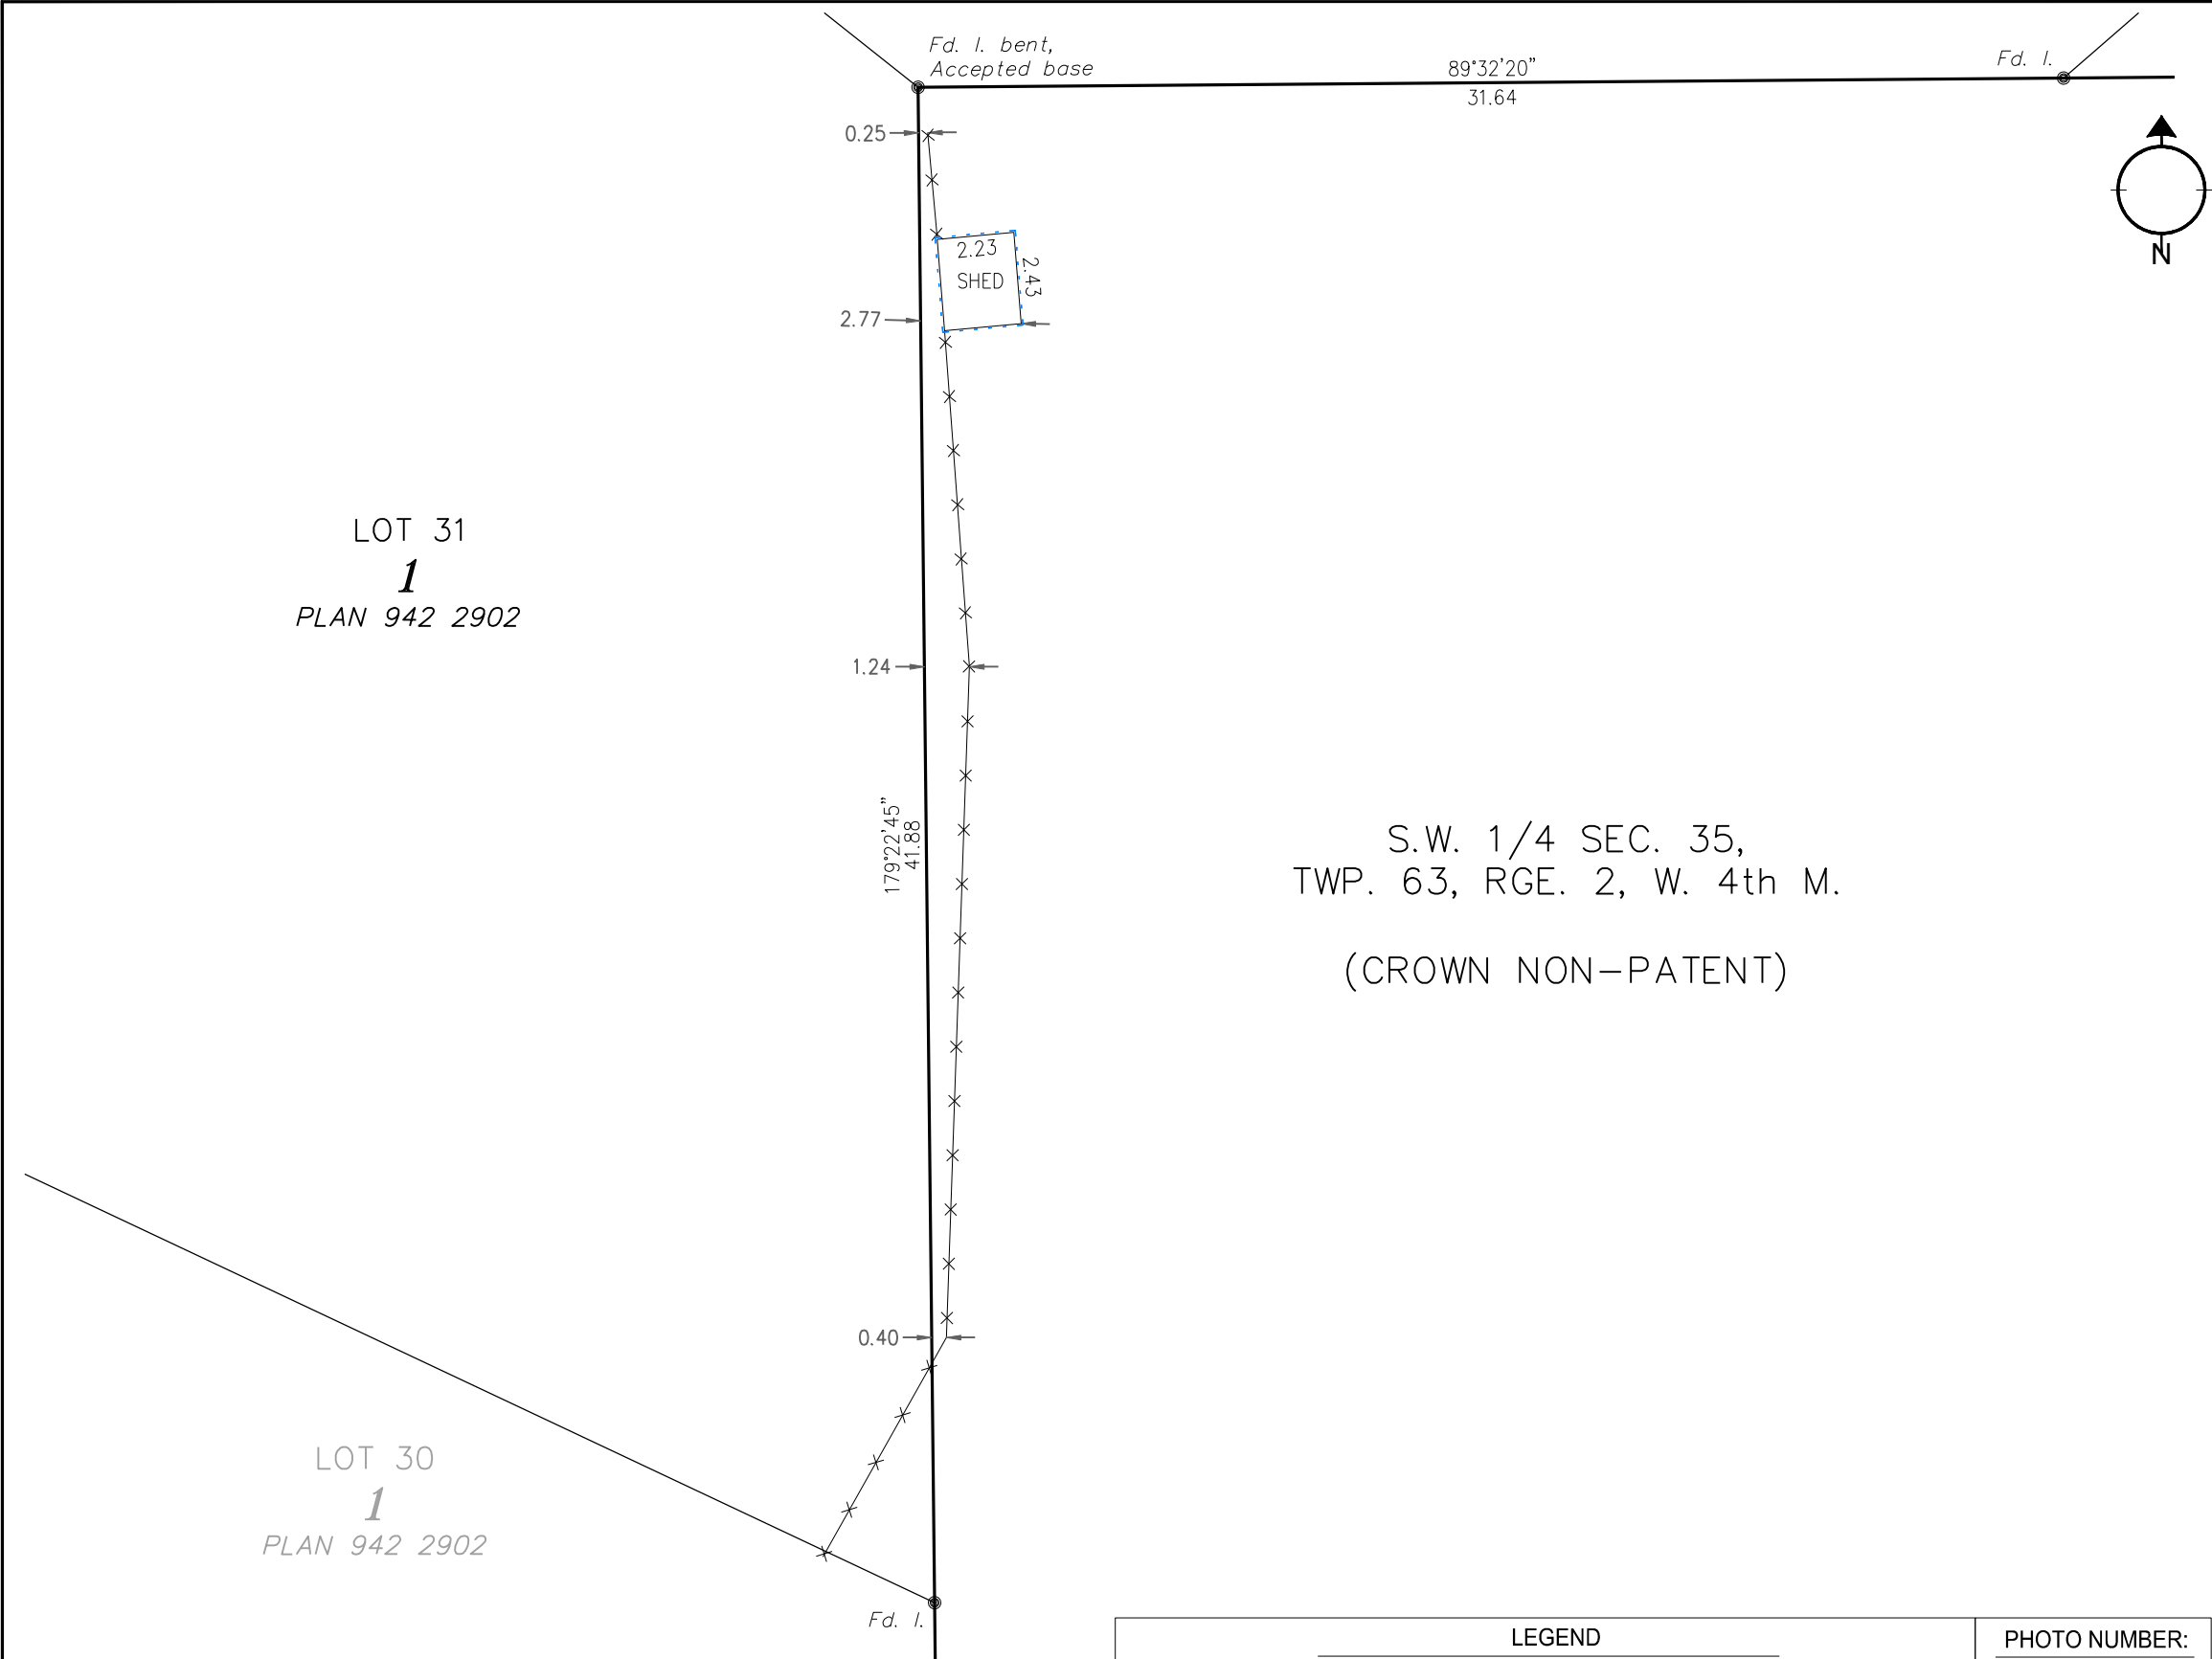 Fd. I. bent,
Accepted base
89°32'20"
31.64
Fd. I.
0.25
N
2.23
SHED
2.43
2.77
LOT 31
1
PLAN 942 2902
1.24
179°22'45"
41.88
S.W. 1/4 SEC. 35,
TWP. 63, RGE. 2, W. 4th M.
(CROWN NON-PATENT)
0.40
LOT 30
1
PLAN 942 2902
Fd. I.
LEGEND
PHOTO NUMBER: